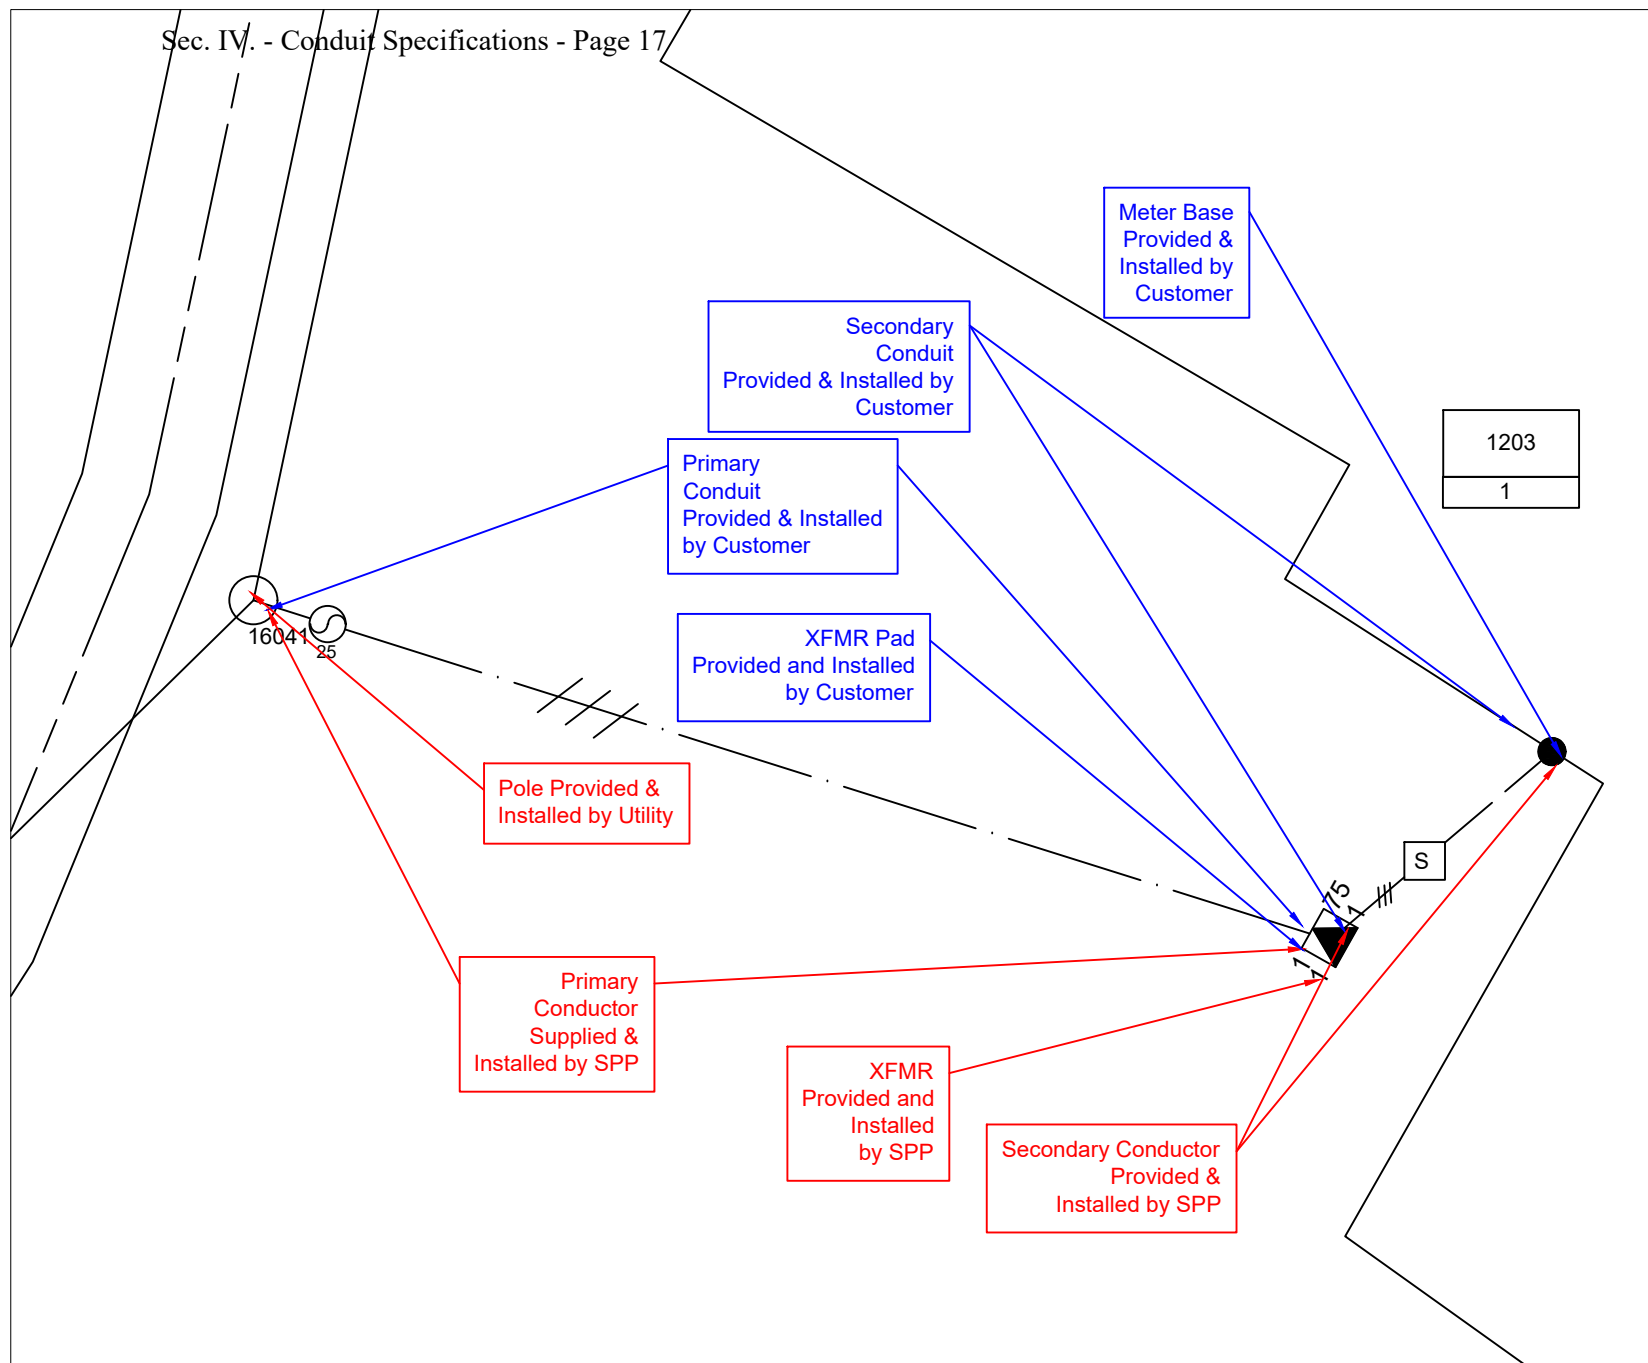 Sec. IV. - Conduit Specifications - Page 17
Meter Base
Provided &
Installed by
Customer
Secondary
Conduit
Provided & Installed by
Customer
1203
1
Primary
Conduit
Provided & Installed
by Customer
16041
25
XFMR Pad
Provided and Installed
by Customer
Pole Provided &
Installed by Utility
S
75
1
1
1
Primary
Conductor
Supplied &
Installed by SPP
XFMR
Provided and
Installed
by SPP
Secondary Conductor
Provided &
Installed by SPP